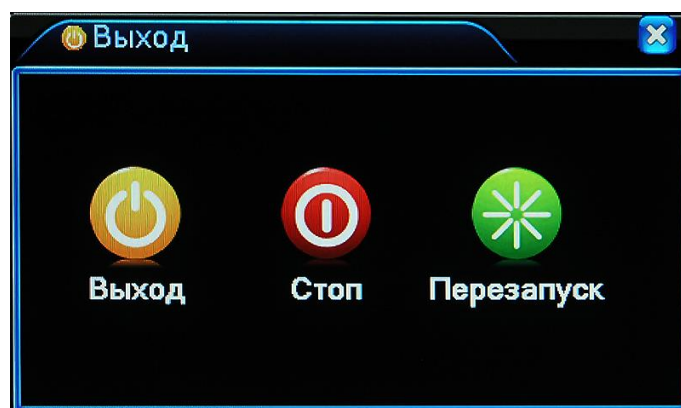 Выход
Выход
Стоп
Перезапуск